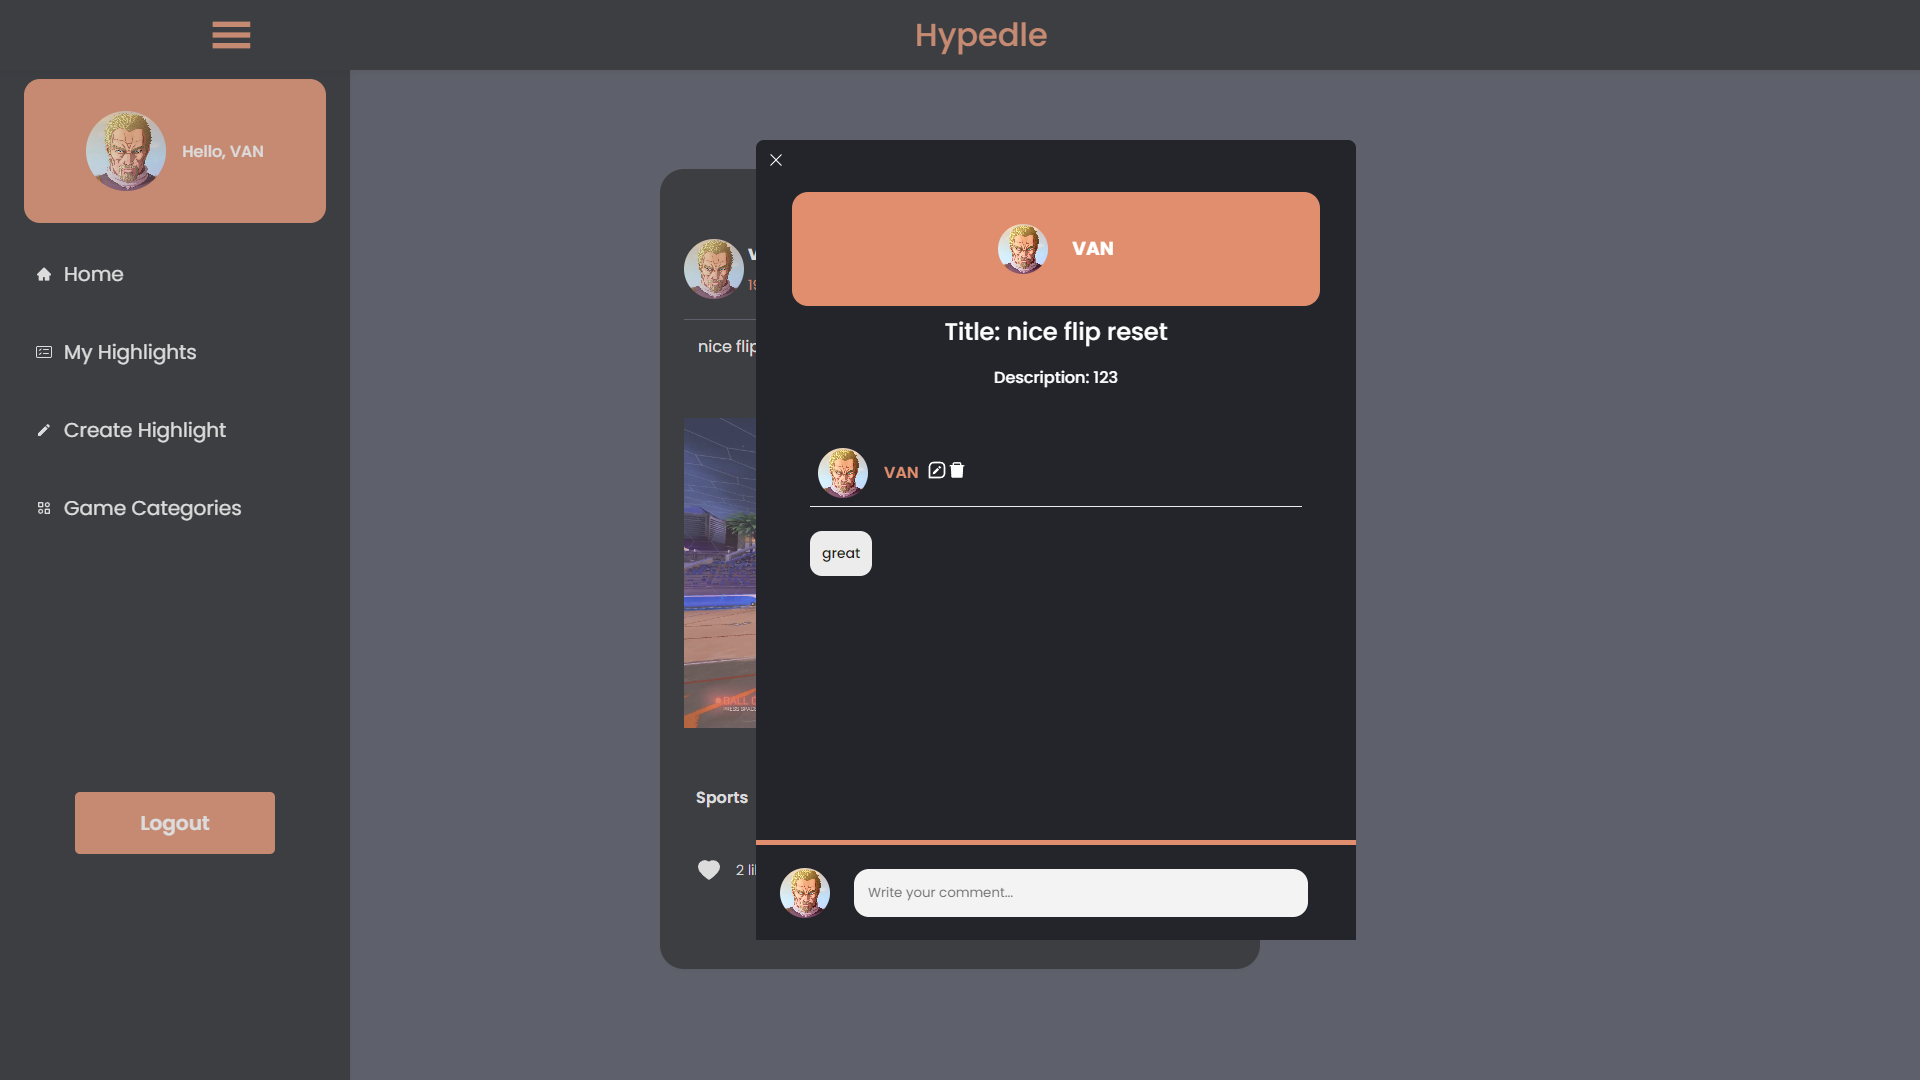 Hypedle
Hello, VAN
Home
My Highlights
Create Highlight
Game Categories
Logout
nice flip
Sports
2 li
VAN
Title: nice flip reset
Description: 123
VAN
great
Write your comment...